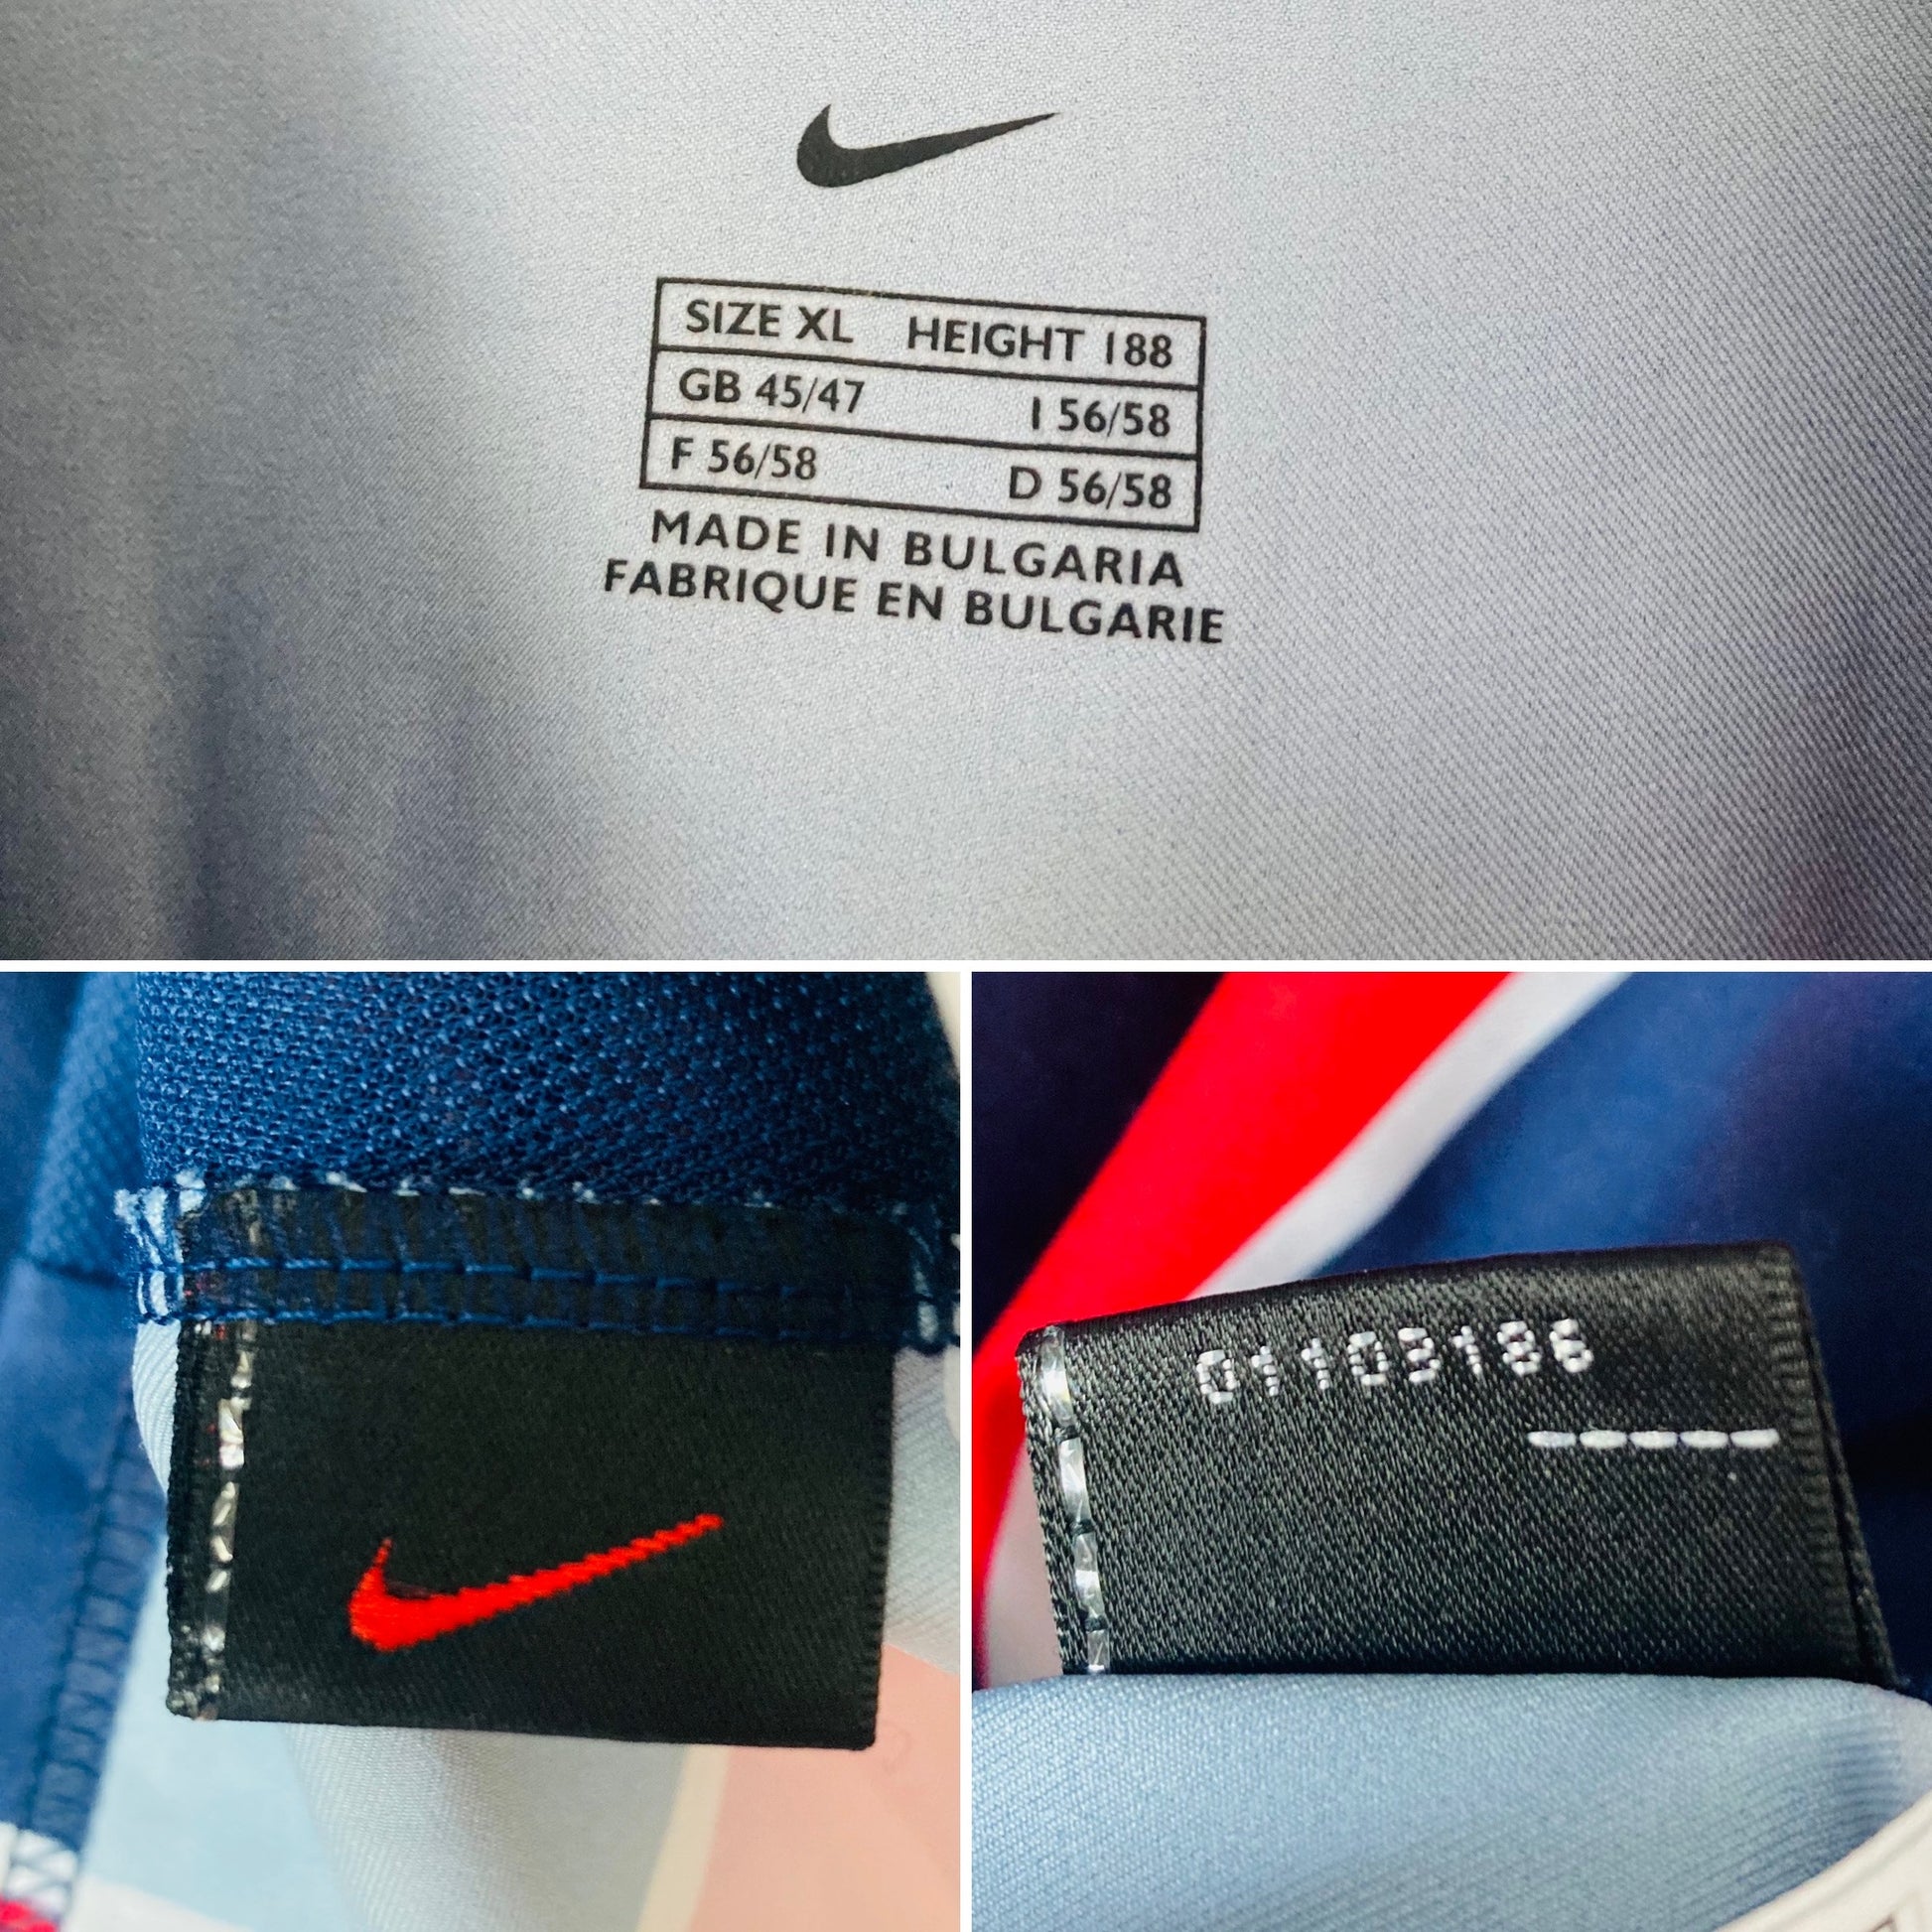 SIZE XL HEIGHT 188
GB 45/47 I 56/58
F 56/58 D 56/58
MADE IN BULGARIA
FABRIQUE EN BULGARIE
01103186